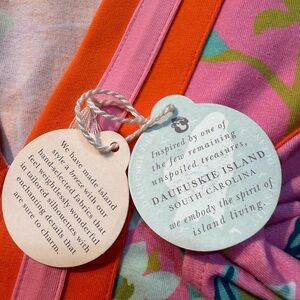 We have made island
style a breeze with our
hand-selected fabrics that
feel weightlessly wonderful
in tailored silhouettes with
enchanting details that
are sure to charm.
Inspired by one of
the few remaining
unspoiled treasures,
DAUFUSKIE ISLAND
SOUTH CAROLINA
we embody the spirit of
island living.